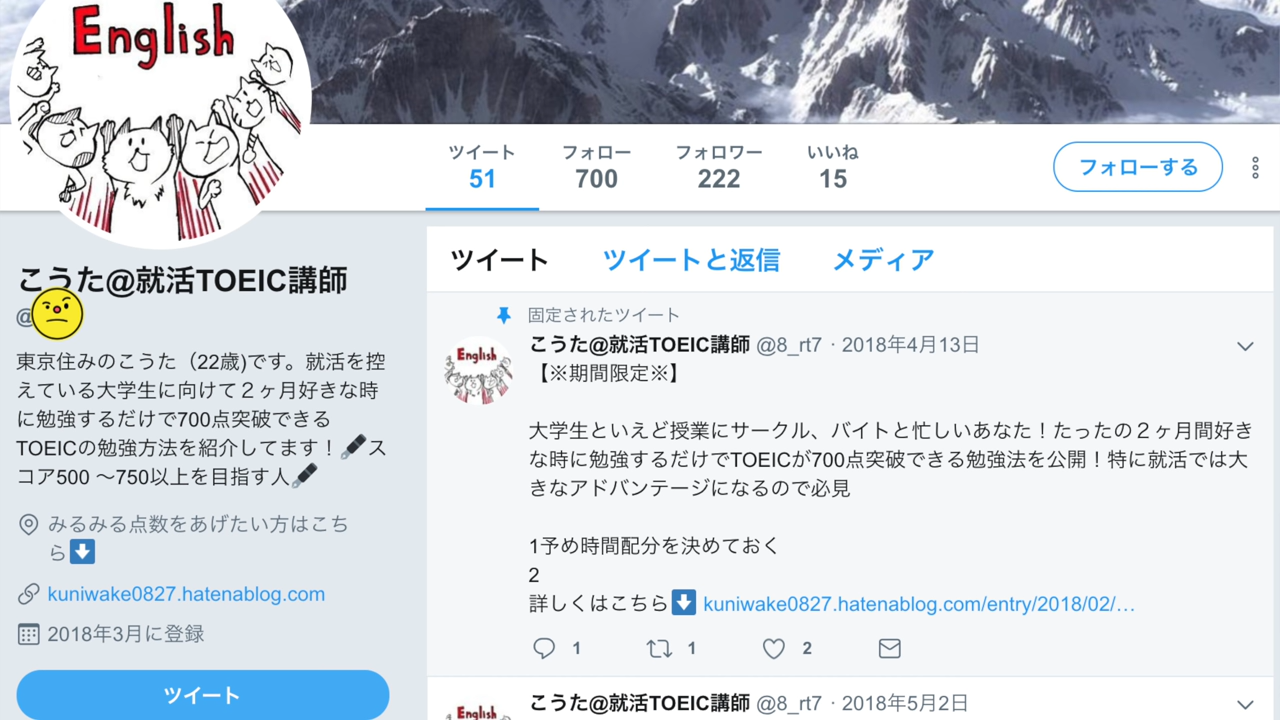 English
ツイート
51
フォロー
700
フォロワー
222
いいね
15
フォローする
こうた@就活TOEIC講師
@
東京住みのこうた（22歳)です。就活を控
えている大学生に向けて２ヶ月好きな時
に勉強するだけで700点突破できる
TOEICの勉強方法を紹介してます！🖋ス
コア500 〜750以上を目指す人🖋
みるみる点数をあげたい方はこち
ら⬇
kuniwake0827.hatenablog.com
2018年3月に登録
ツイート
ツイート ツイートと返信 メディア
固定されたツイート
English
こうた@就活TOEIC講師 @8_rt7 · 2018年4月13日
【※期間限定※】
大学生といえど授業にサークル、バイトと忙しいあなた！たったの２ヶ月間好き
な時に勉強するだけでTOEICが700点突破できる勉強法を公開！特に就活では大
きなアドバンテージになるので必見
1予め時間配分を決めておく
2
詳しくはこちら⬇ kuniwake0827.hatenablog.com/entry/2018/02/…
1 1 2
English
こうた@就活TOEIC講師 @8_rt7 · 2018年5月2日